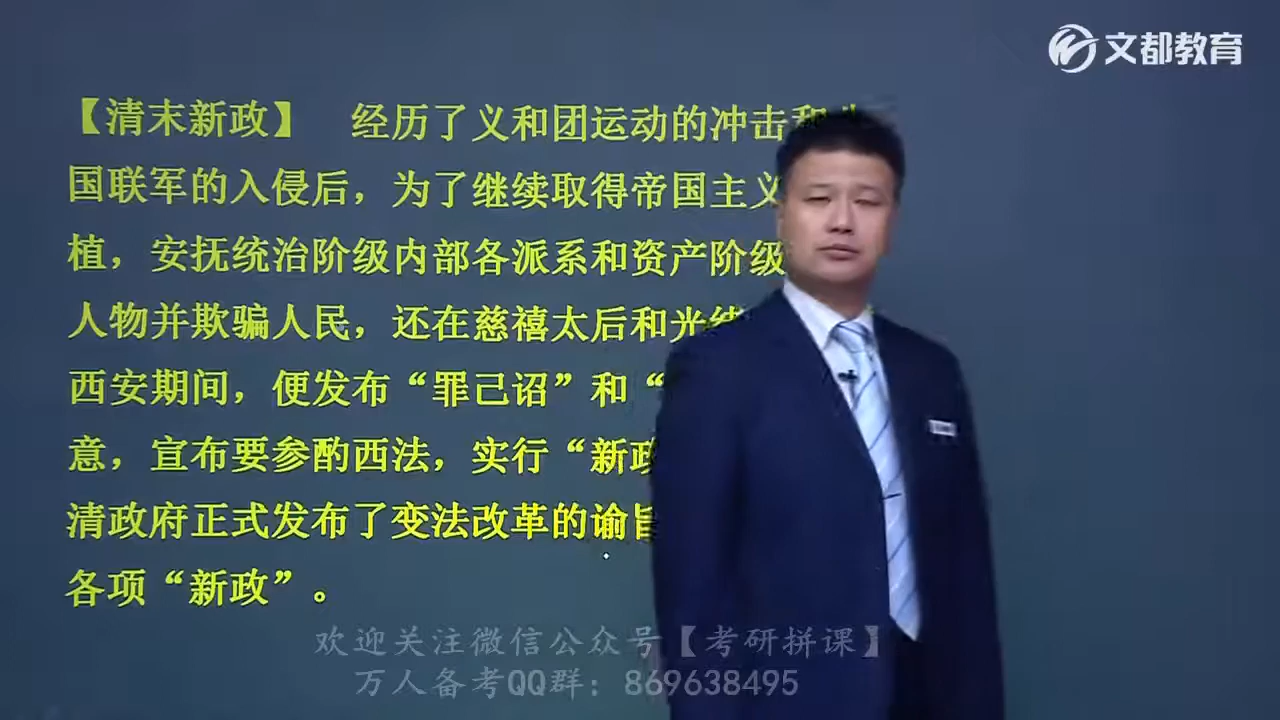 文都教育
【清末新政】 经历了义和团运动的冲击和
国联军的入侵后，为了继续取得帝国主义
植，安抚统治阶级内部各派系和资产阶级
人物并欺骗人民，还在慈禧太后和光绪
西安期间，便发布“罪己诏”和“
意，宣布要参酌西法，实行“新政
清政府正式发布了变法改革的谕旨
各项“新政”。
欢迎关注微信公众号【考研拼课】
万人备考QQ群：869638495